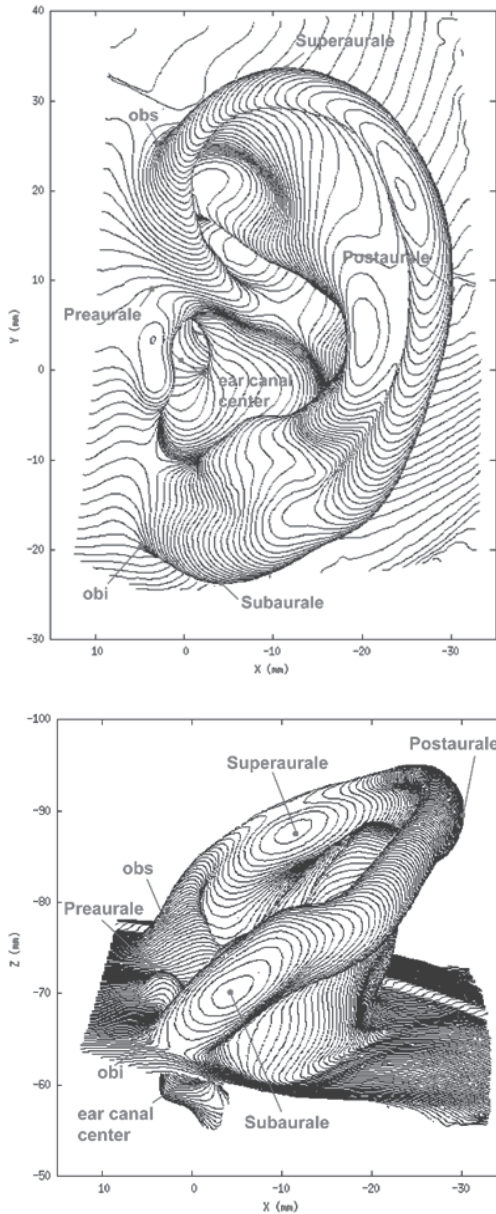 40
Superaurale
30
obs
20
10
Postaurale
Preaurale
Y (mm)
0
ear canal
center
-10
-20
obi
Subaurale
-30
10
0
-10
-20
-30
X (mm)
-100
Postaurale
Superaurale
-90
obs
-80
Preaurale
Z (mm)
-70
obi
-60
ear canal
center
Subaurale
-50
10
0
-10
-20
-30
X (mm)